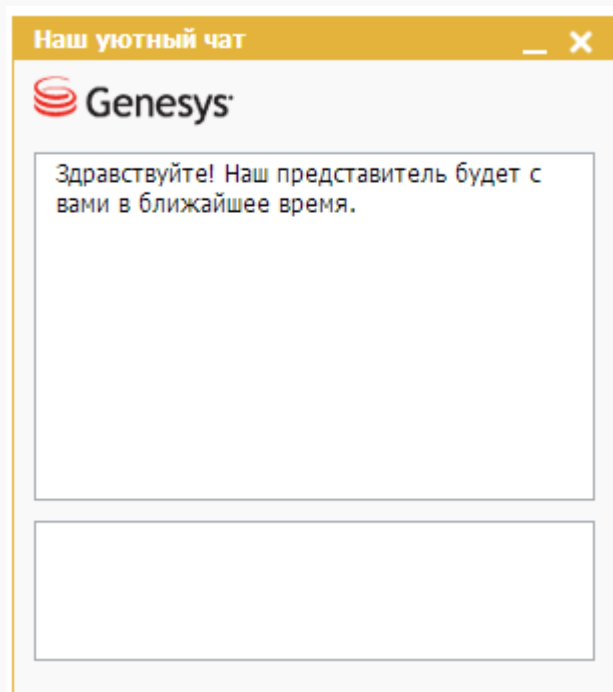 Наш уютный чат
Genesys
Здравствуйте! Наш представитель будет с
вами в ближайшее время.